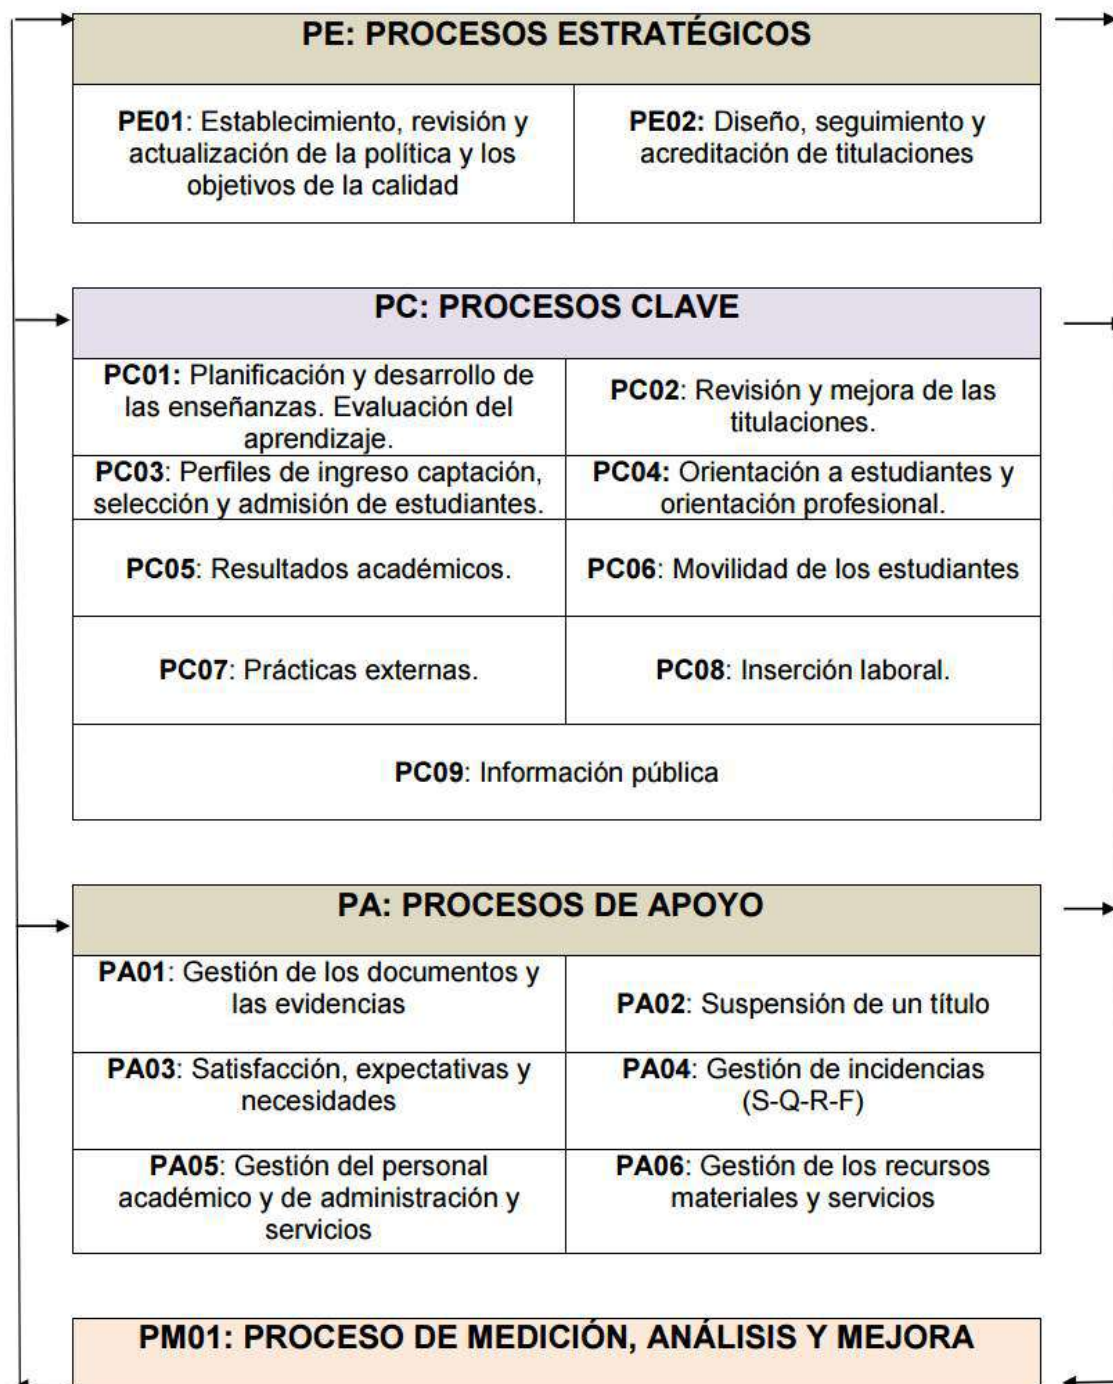 PE: PROCESOS ESTRATÉGICOS
PE01: Establecimiento, revisión y
actualización de la política y los
objetivos de la calidad
PE02: Diseño, seguimiento y
acreditación de titulaciones
PC: PROCESOS CLAVE
PC01: Planificación y desarrollo de
las enseñanzas. Evaluación del
aprendizaje.
PC02: Revisión y mejora de las
titulaciones.
PC03: Perfiles de ingreso captación,
selección y admisión de estudiantes.
PC04: Orientación a estudiantes y
orientación profesional.
PC05: Resultados académicos.
PC06: Movilidad de los estudiantes
PC07: Prácticas externas.
PC08: Inserción laboral.
PC09: Información pública
PA: PROCESOS DE APOYO
PA01: Gestión de los documentos y
las evidencias
PA02: Suspensión de un título
PA03: Satisfacción, expectativas y
necesidades
PA04: Gestión de incidencias
(S-Q-R-F)
PA05: Gestión del personal
académico y de administración y
servicios
PA06: Gestión de los recursos
materiales y servicios
PM01: PROCESO DE MEDICIÓN, ANÁLISIS Y MEJORA